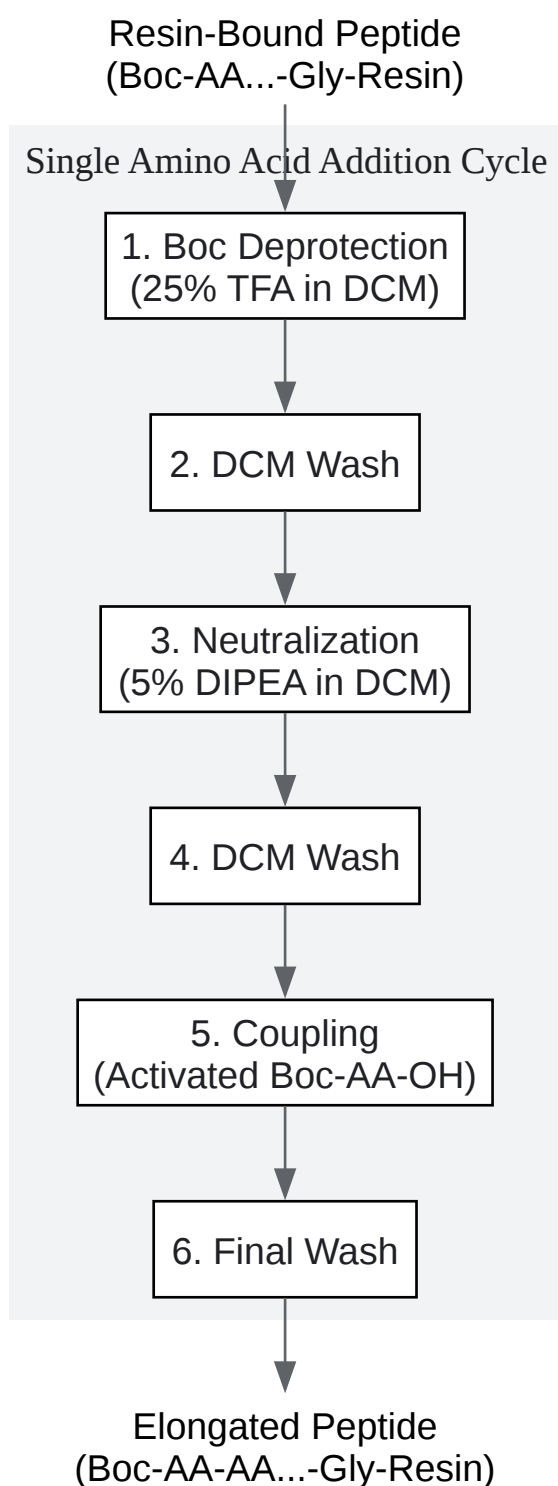 Resin-Bound Peptide
(Boc-AA...-Gly-Resin)
Single Amino Acid Addition Cycle
1. Boc Deprotection
(25% TFA in DCM)
2. DCM Wash
3. Neutralization
(5% DIPEA in DCM)
4. DCM Wash
5. Coupling
(Activated Boc-AA-OH)
6. Final Wash
Elongated Peptide
(Boc-AA-AA...-Gly-Resin)